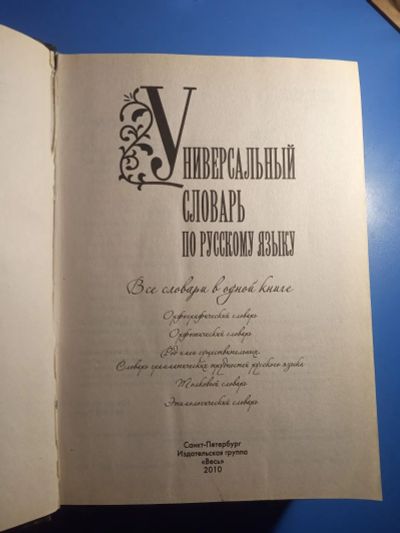 Универсальный
словарь
по русскому языку
Все словари в одной книге
Орфографический словарь
Орфоэпический словарь
Род имен существительных
Словарь грамматических трудностей русского языка
Толковый словарь
Этимологический словарь
Санкт-Петербург
Издательская группа
«Весь»
2010